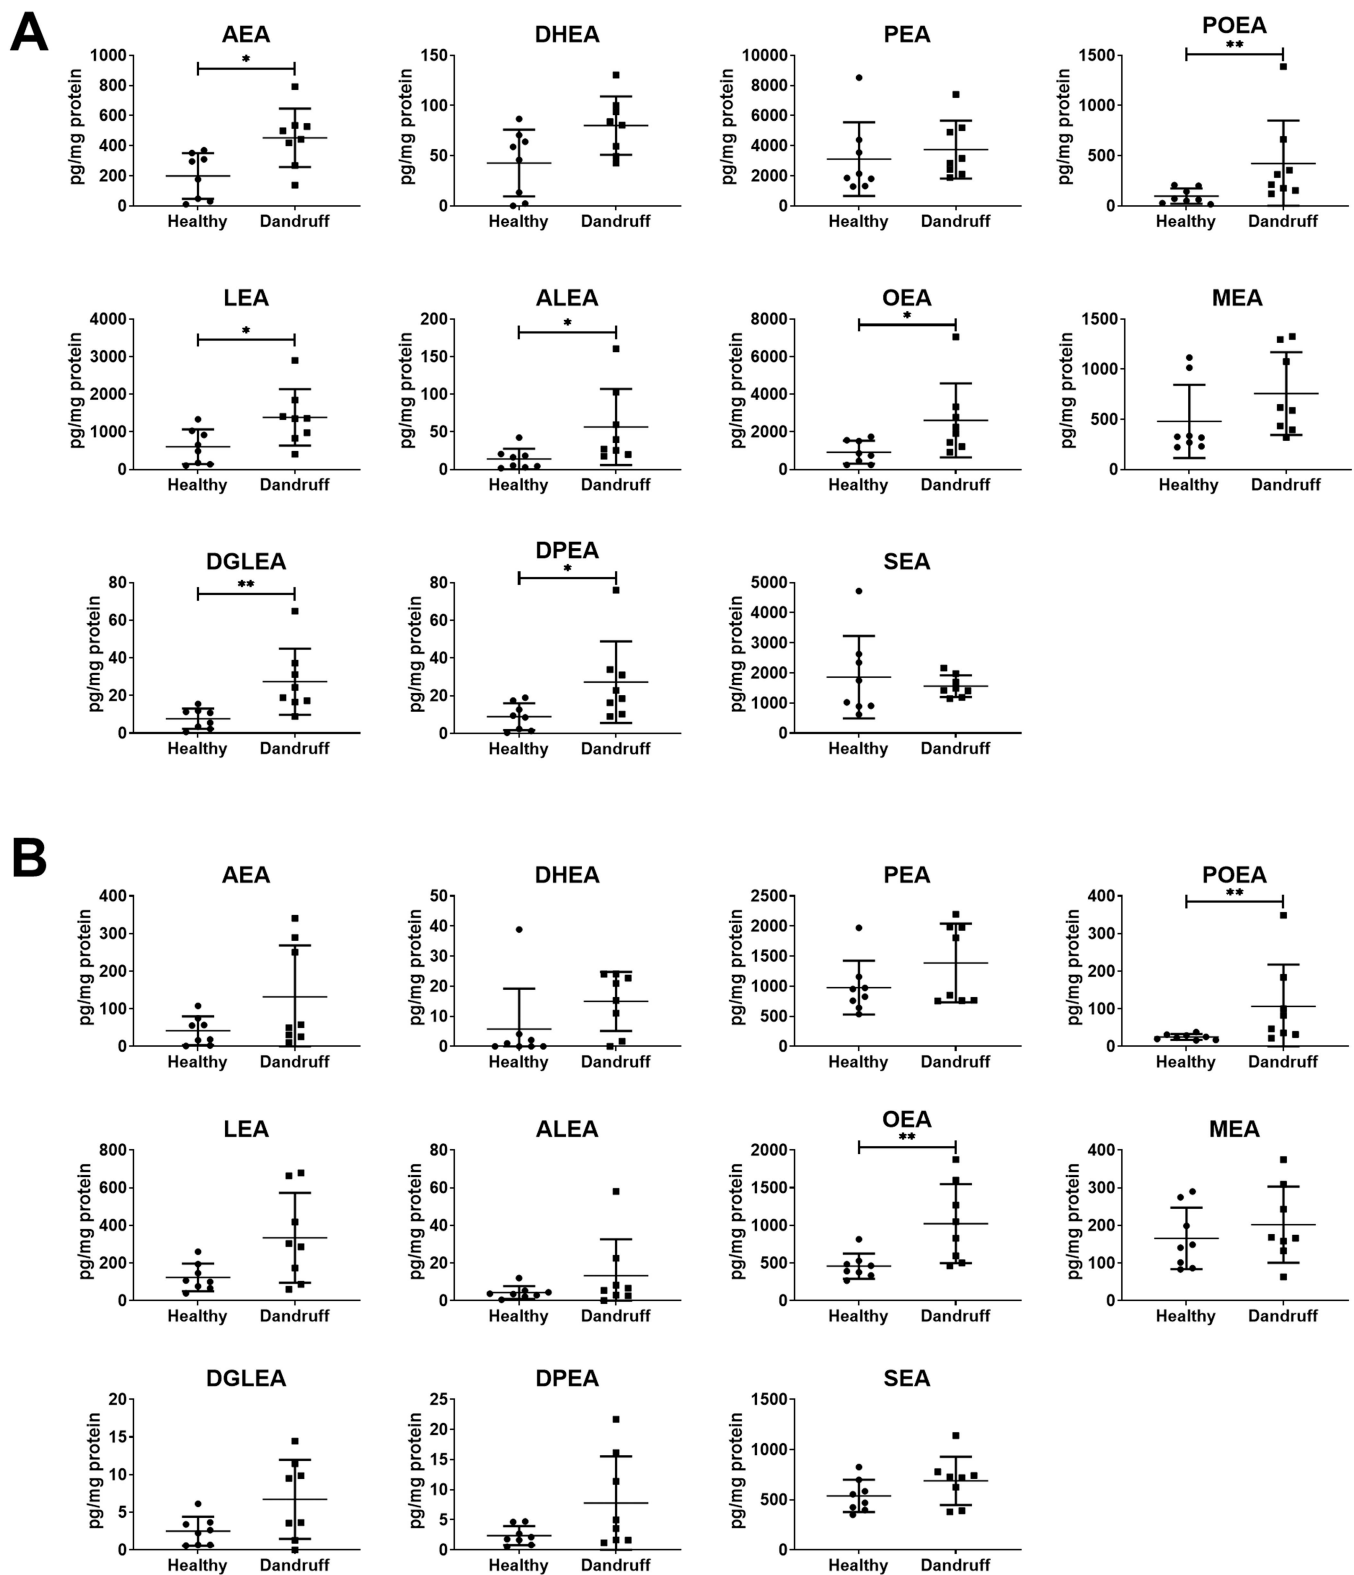 A
AEA DHEA PEA POEA
* **
pg/mg protein 1000 800 600 400 200 0 Healthy Dandruff
pg/mg protein 150 100 50 0 Healthy Dandruff
pg/mg protein 10000 8000 6000 4000 2000 0 Healthy Dandruff
pg/mg protein 1500 1000 500 0 Healthy Dandruff
LEA ALEA OEA MEA
* * *
pg/mg protein 4000 3000 2000 1000 0 Healthy Dandruff
pg/mg protein 200 150 100 50 0 Healthy Dandruff
pg/mg protein 8000 6000 4000 2000 0 Healthy Dandruff
pg/mg protein 1500 1000 500 0 Healthy Dandruff
DGLEA DPEA SEA
** *
pg/mg protein 80 60 40 20 0 Healthy Dandruff
pg/mg protein 80 60 40 20 0 Healthy Dandruff
pg/mg protein 5000 4000 3000 2000 1000 0 Healthy Dandruff
B
AEA DHEA PEA POEA
**
pg/mg protein 400 300 200 100 0 Healthy Dandruff
pg/mg protein 50 40 30 20 10 0 Healthy Dandruff
pg/mg protein 2500 2000 1500 1000 500 0 Healthy Dandruff
pg/mg protein 400 300 200 100 0 Healthy Dandruff
LEA ALEA OEA MEA
**
pg/mg protein 800 600 400 200 0 Healthy Dandruff
pg/mg protein 80 60 40 20 0 Healthy Dandruff
pg/mg protein 2000 1500 1000 500 0 Healthy Dandruff
pg/mg protein 400 300 200 100 0 Healthy Dandruff
DGLEA DPEA SEA
pg/mg protein 20 15 10 5 0 Healthy Dandruff
pg/mg protein 25 20 15 10 5 0 Healthy Dandruff
pg/mg protein 1500 1000 500 0 Healthy Dandruff